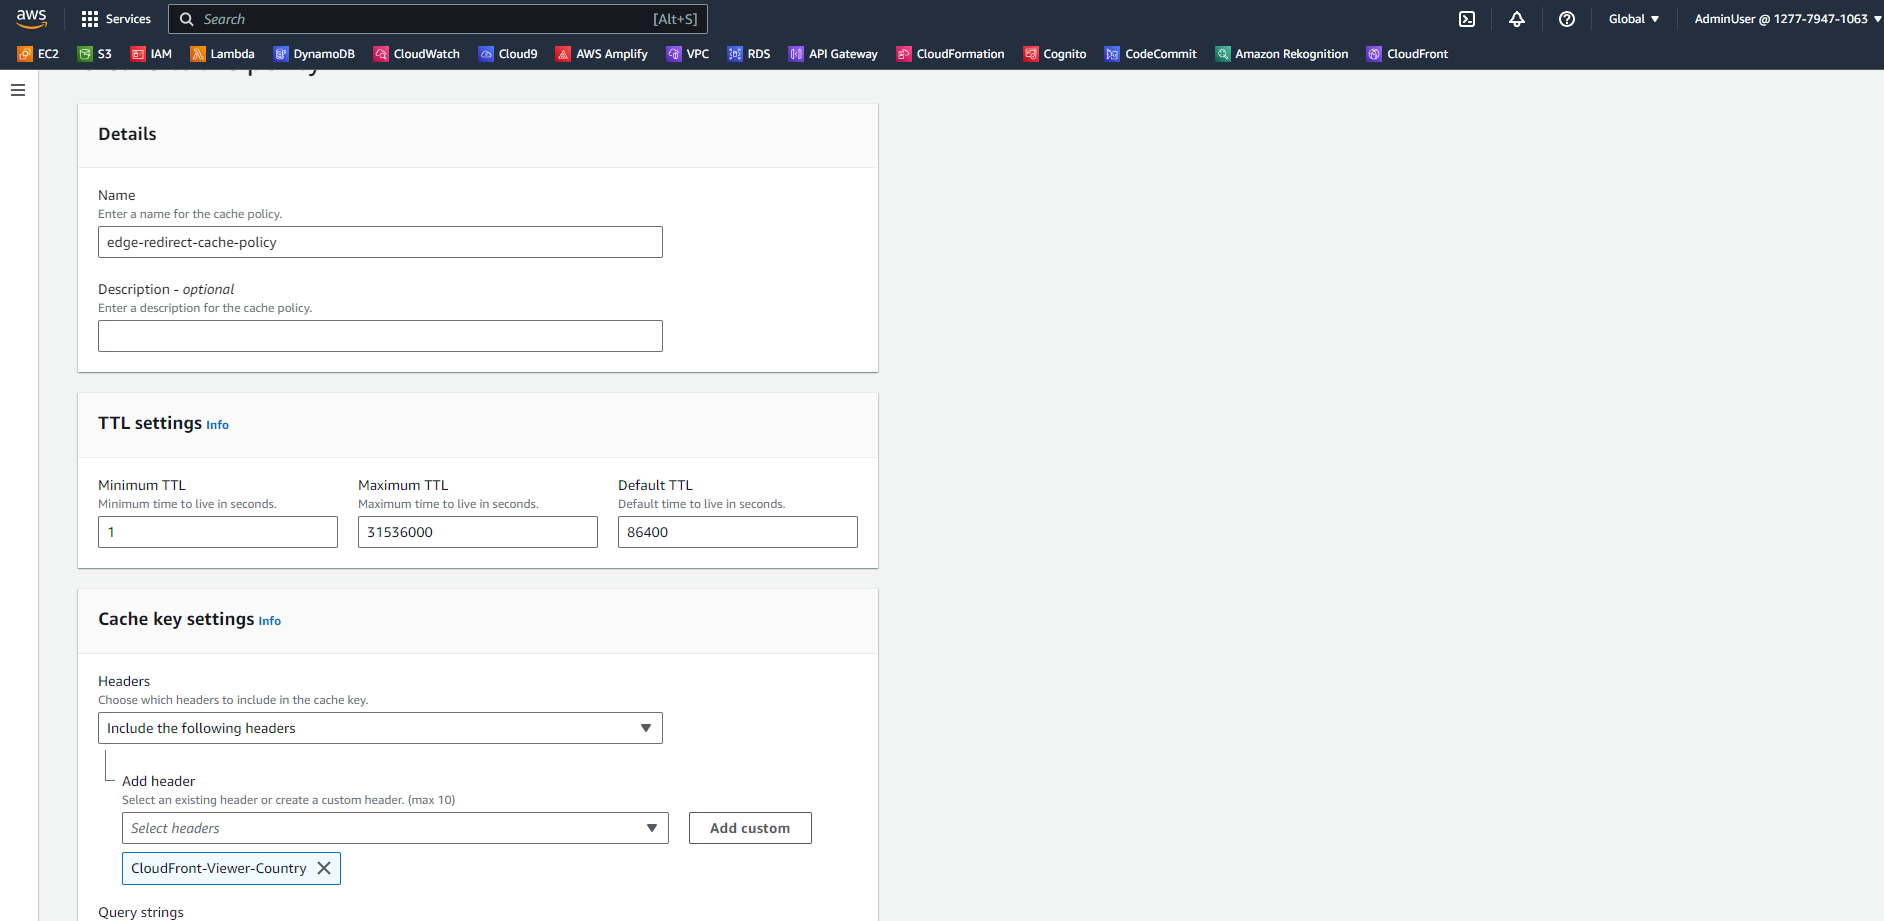 aws Services Search [Alt+S] Global AdminUser @ 1277-7947-1063
EC2 S3 IAM Lambda DynamoDB CloudWatch Cloud9 AWS Amplify VPC RDS API Gateway CloudFormation Cognito CodeCommit Amazon Rekognition CloudFront
Details
Name
Enter a name for the cache policy.
edge-redirect-cache-policy
Description - optional
Enter a description for the cache policy.
TTL settings Info
Minimum TTL Maximum TTL Default TTL
Minimum time to live in seconds. Maximum time to live in seconds. Default time to live in seconds.
1 31536000 86400
Cache key settings Info
Headers
Choose which headers to include in the cache key.
Include the following headers
Add header
Select an existing header or create a custom header. (max 10)
Select headers Add custom
CloudFront-Viewer-Country
Query strings